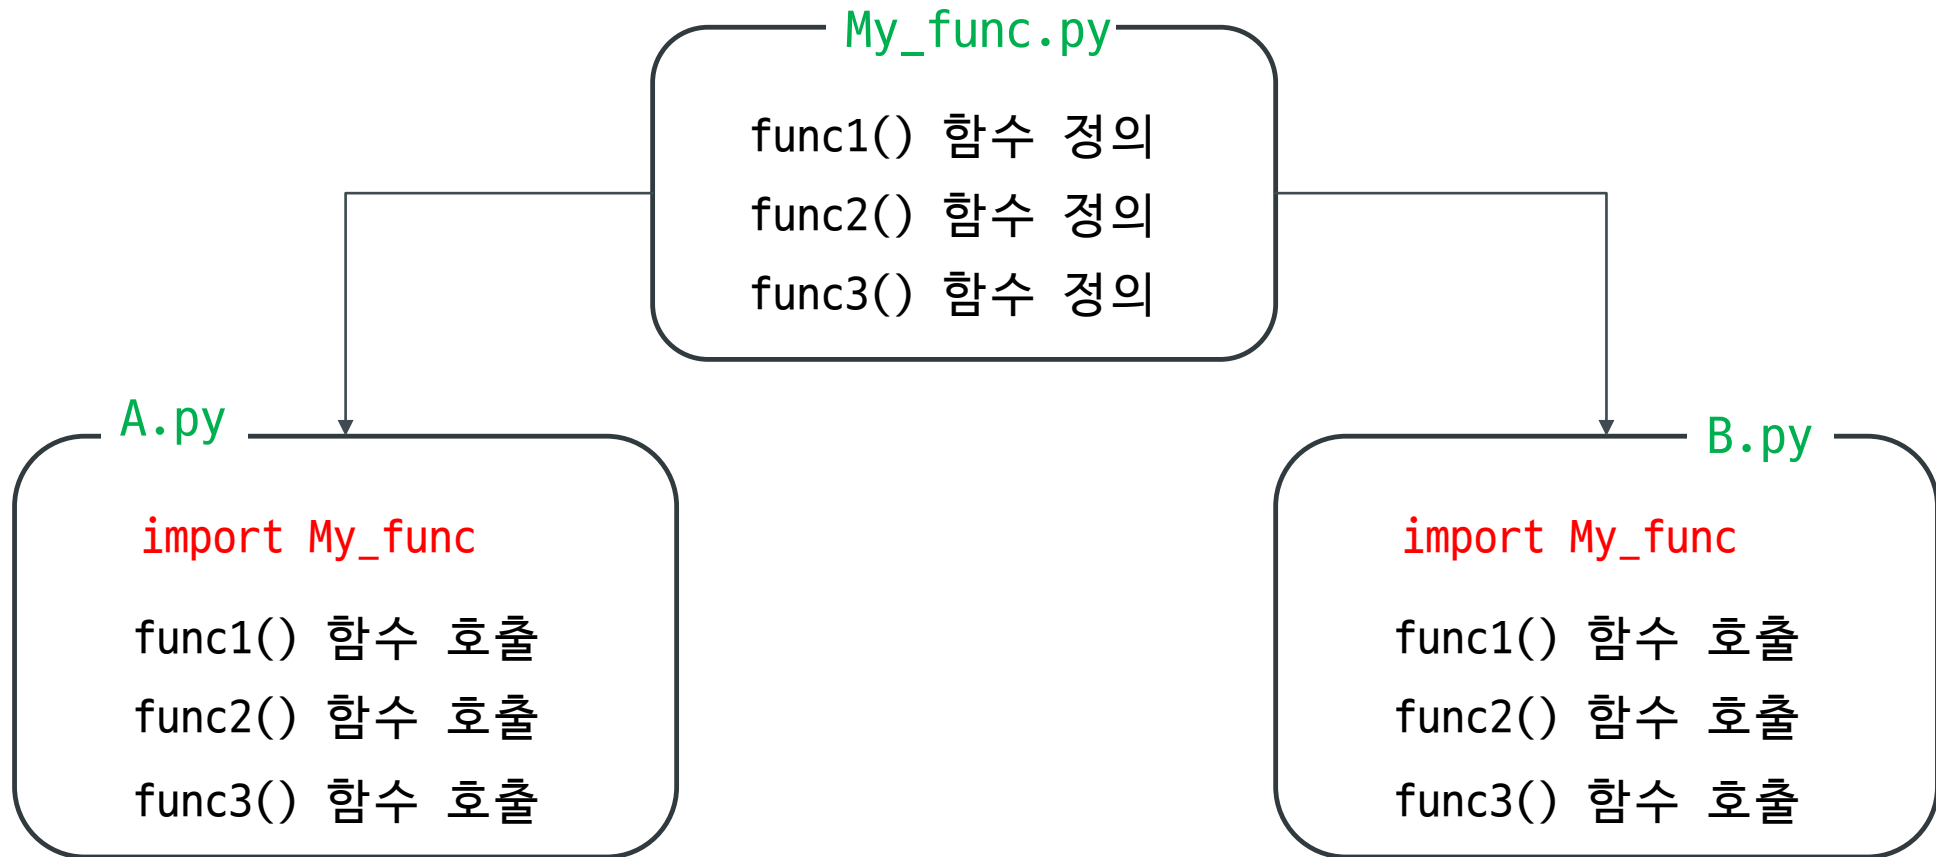 My_func.py
func1() 함수 정의
func2() 함수 정의
func3() 함수 정의
A.py
import My_func
func1() 함수 호출
func2() 함수 호출
func3() 함수 호출
B.py
import My_func
func1() 함수 호출
func2() 함수 호출
func3() 함수 호출